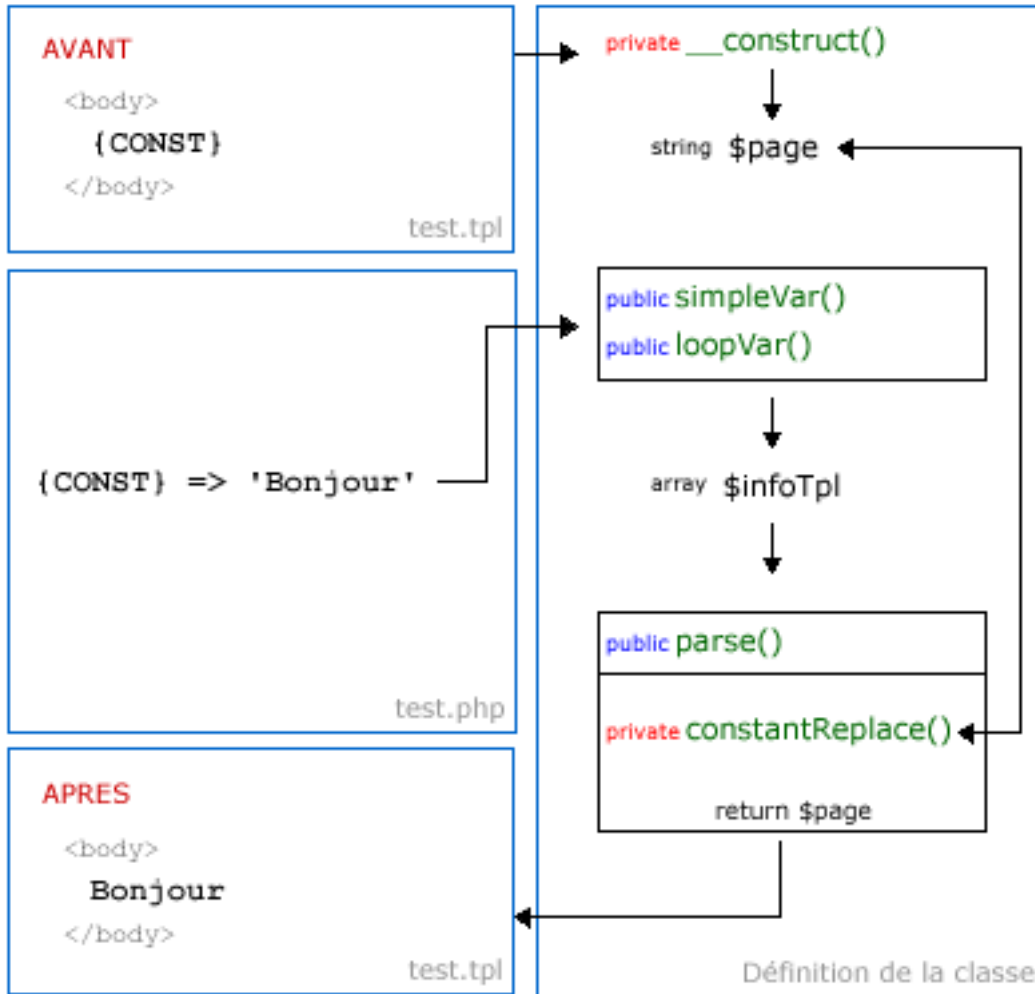 AVANT
<body>
{CONST}
</body>
test.tpl
{CONST} => 'Bonjour'
test.php
APRES
<body>
Bonjour
</body>
test.tpl
private __construct()
string $page
public simpleVar()
public loopVar()
array $infoTpl
public parse()
private constantReplace()
return $page
Définition de la classe